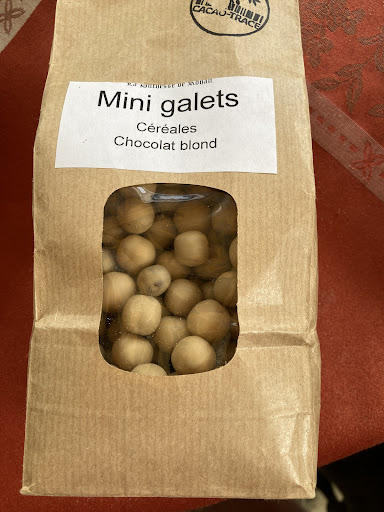 CACAO-TRACE
Mini galets
Céréales
Chocolat blond